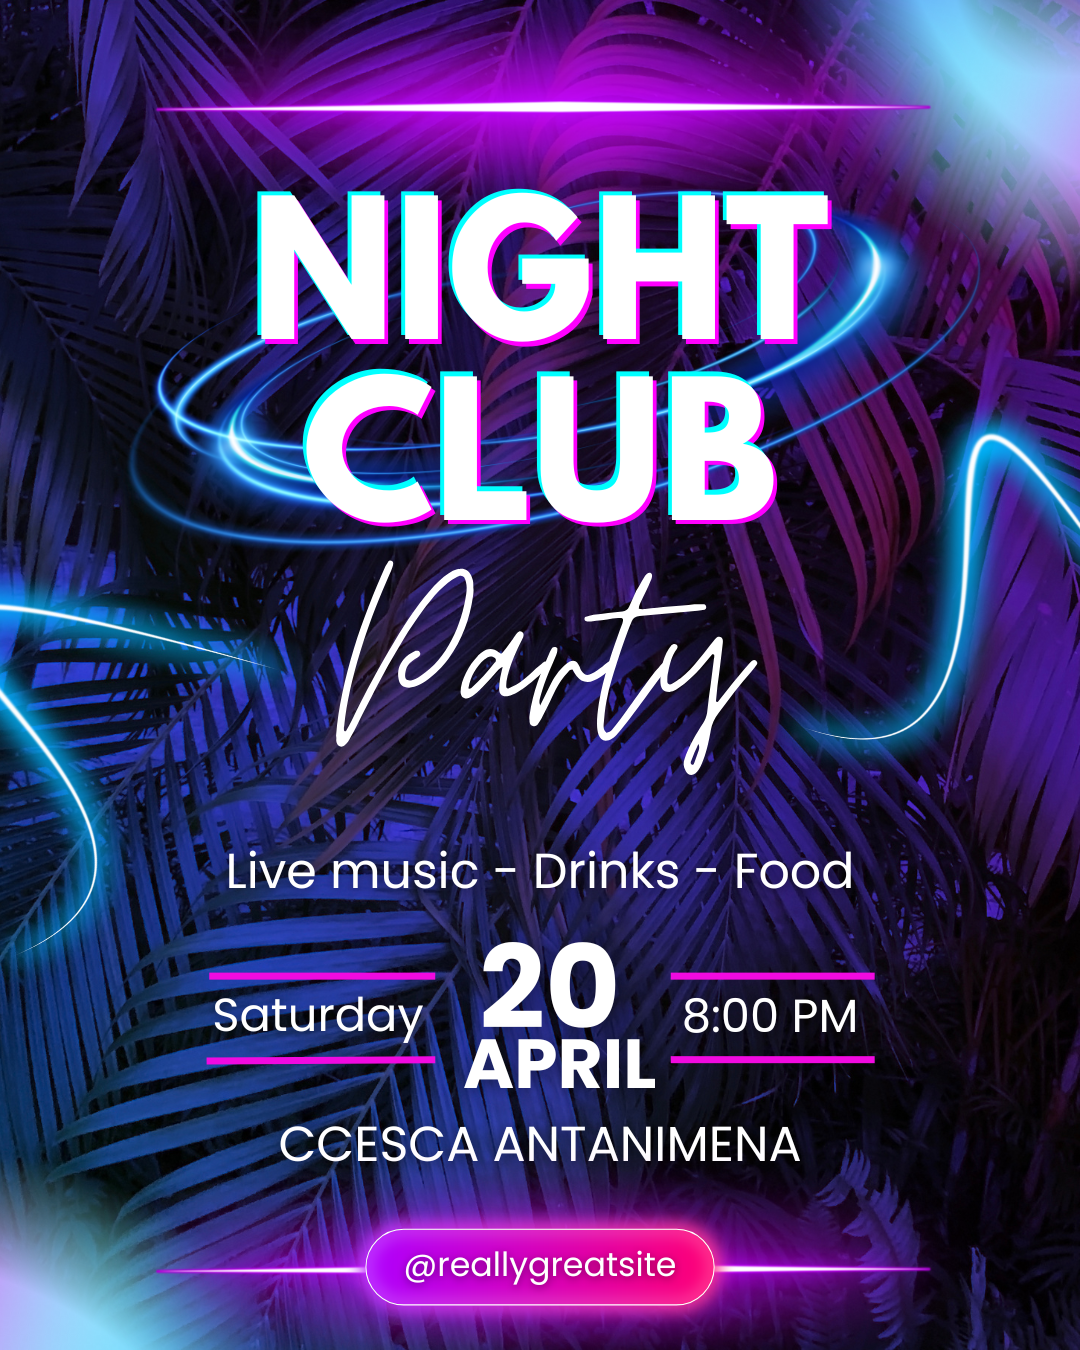 NIGHT
CLUB
Party
Live music - Drinks - Food
Saturday
20
APRIL
8:00 PM
CCESCA ANTANIMENA
@reallygreatsite